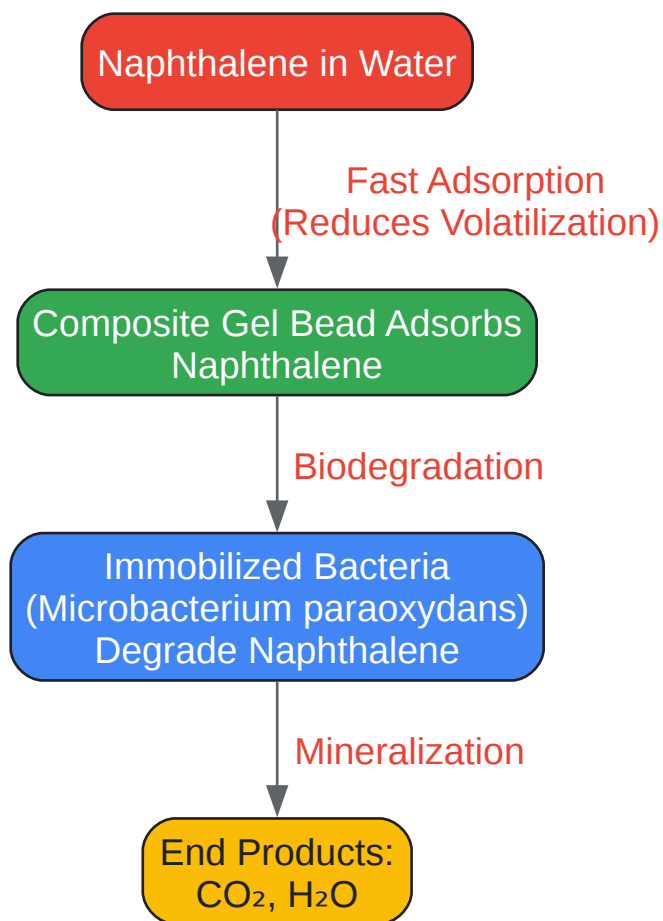 Naphthalene in Water
Fast Adsorption
(Reduces Volatilization)
Composite Gel Bead Adsorbs
Naphthalene
Biodegradation
Immobilized Bacteria
(Microbacterium paraoxydans)
Degrade Naphthalene
Mineralization
End Products:
CO₂, H₂O